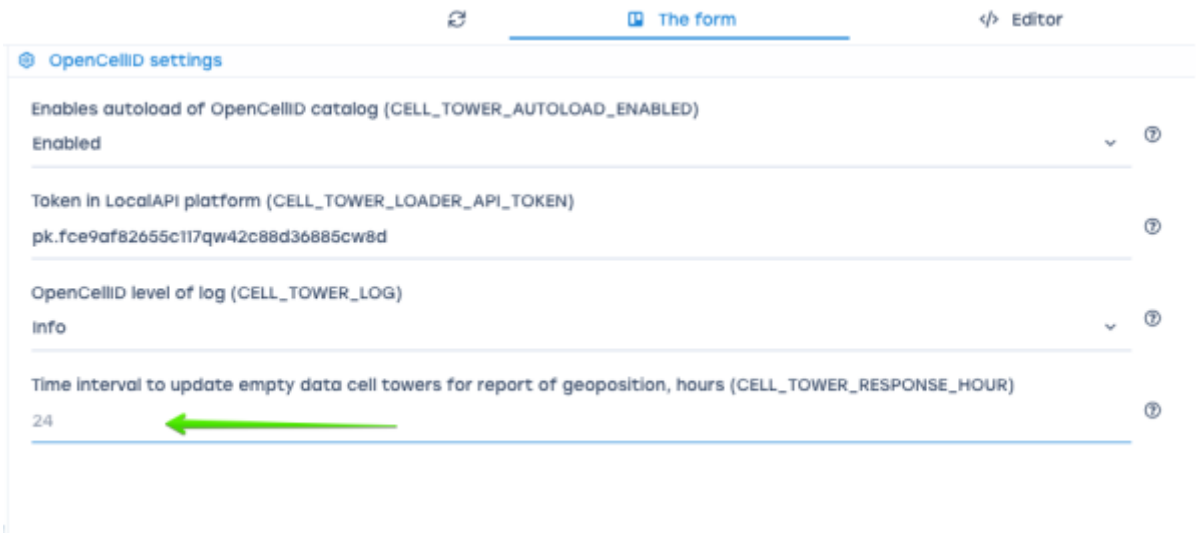 The form
</> Editor
OpenCellID settings
Enables autoload of OpenCellID catalog (CELL_TOWER_AUTOLOAD_ENABLED)
Enabled
Token in LocalAPI platform (CELL_TOWER_LOADER_API_TOKEN)
pk.fce9af82655c117qw42c88d36885cw8d
OpenCellID level of log (CELL_TOWER_LOG)
Info
Time interval to update empty data cell towers for report of geoposition, hours (CELL_TOWER_RESPONSE_HOUR)
24